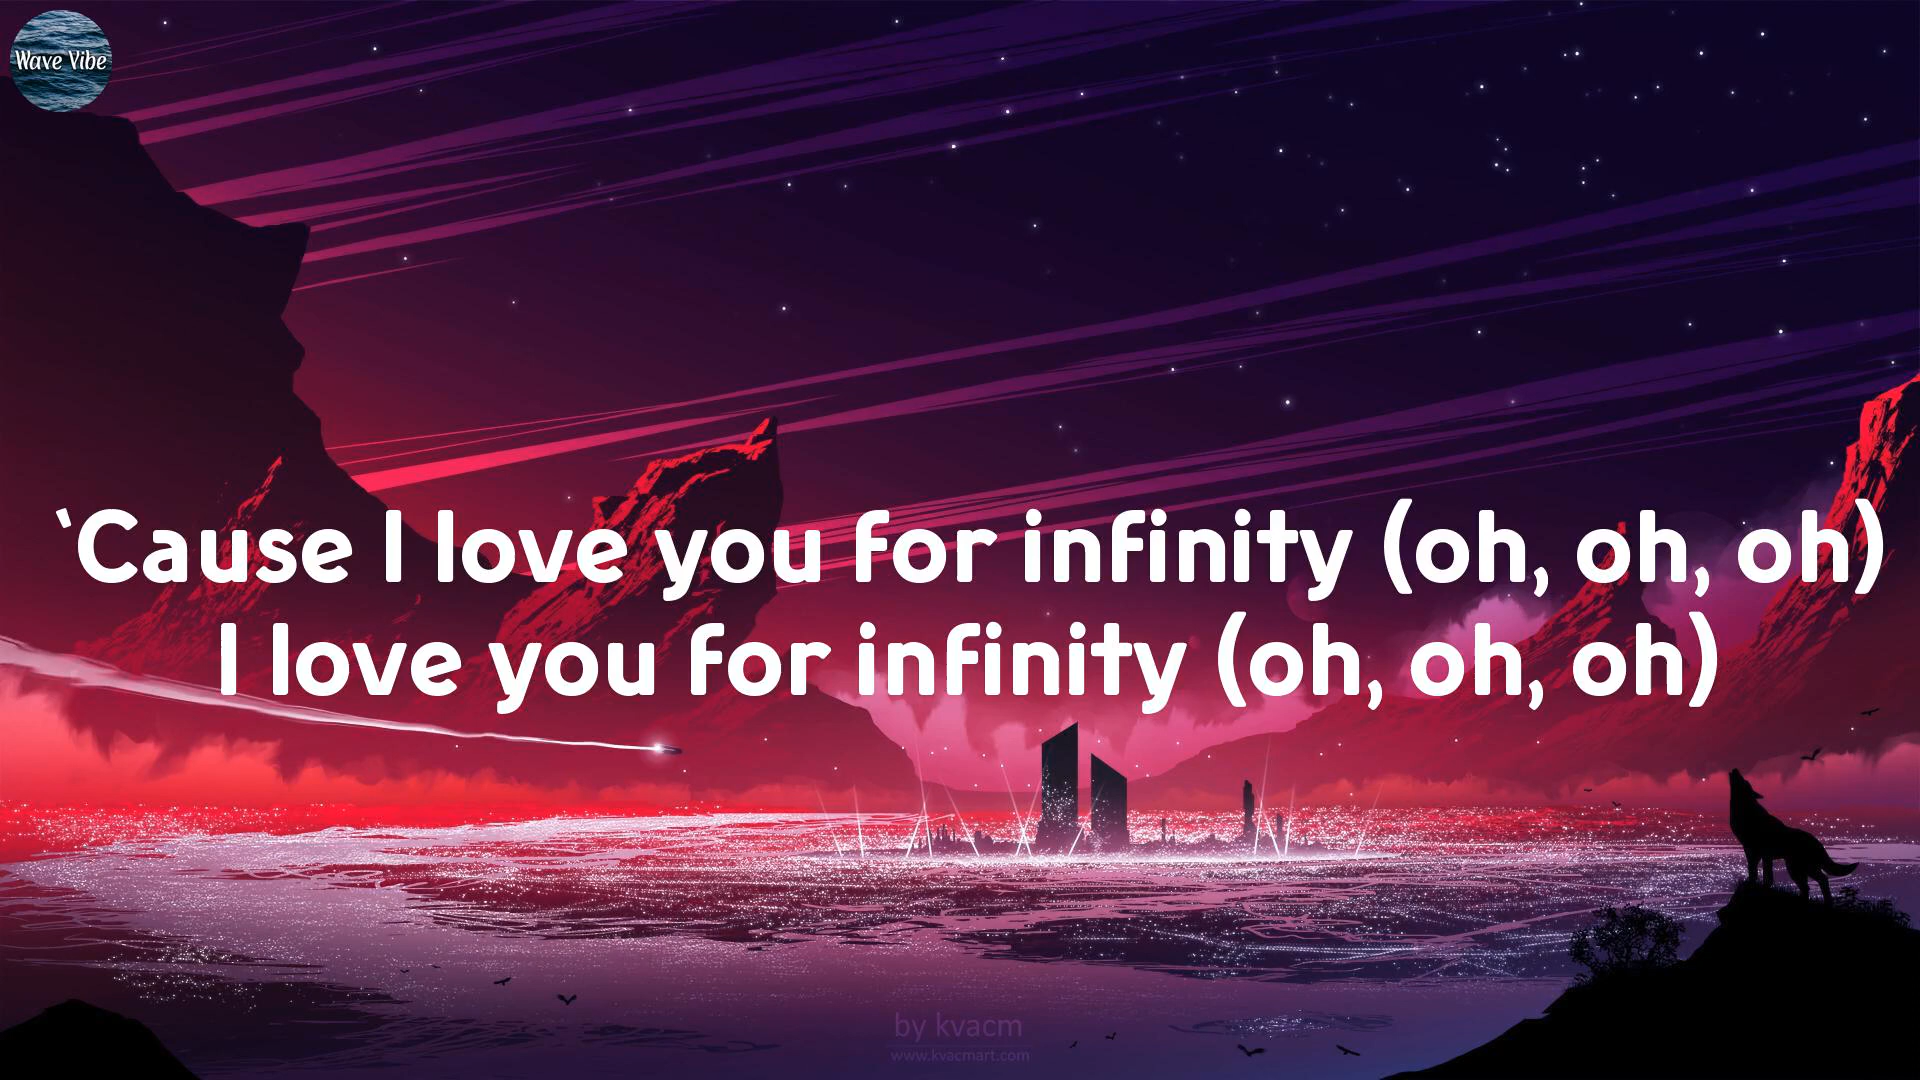 Wave Vibe
‘Cause I love you for infinity (oh, oh, oh)
I love you for infinity (oh, oh, oh)
by kvacm
www.kvacmart.com